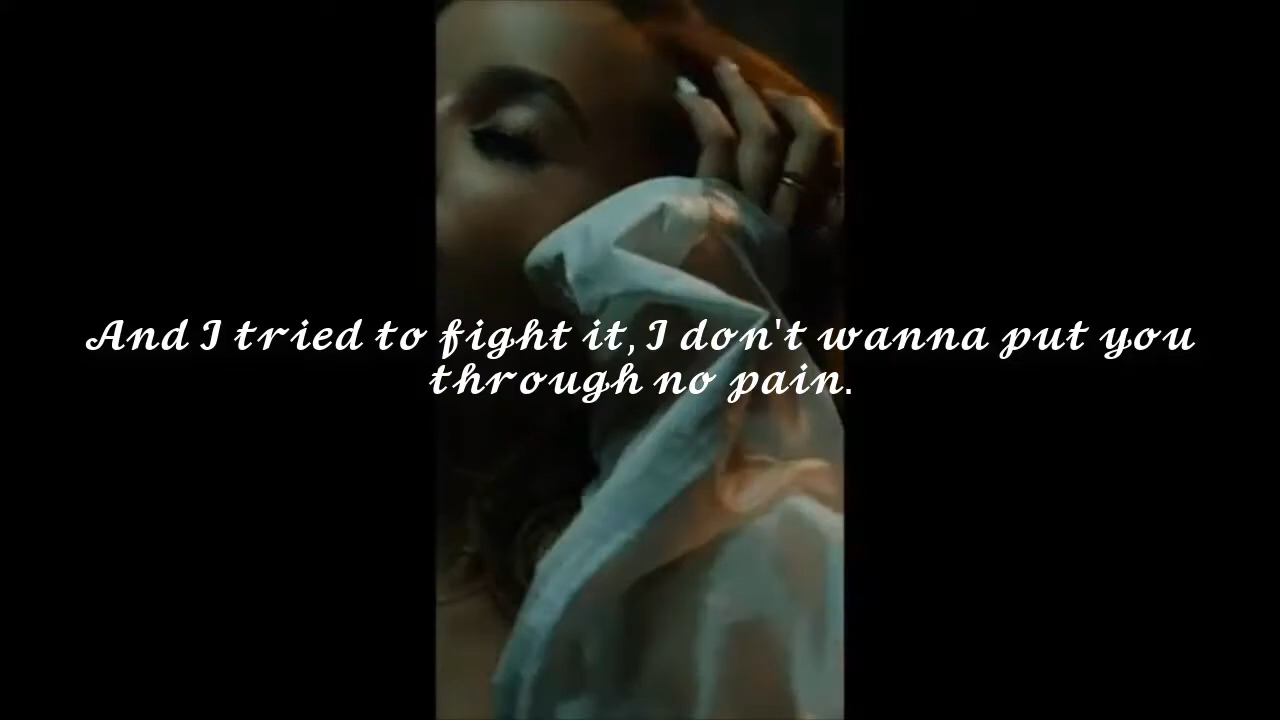 And I tried to fight it, I don't wanna put you
through no pain.